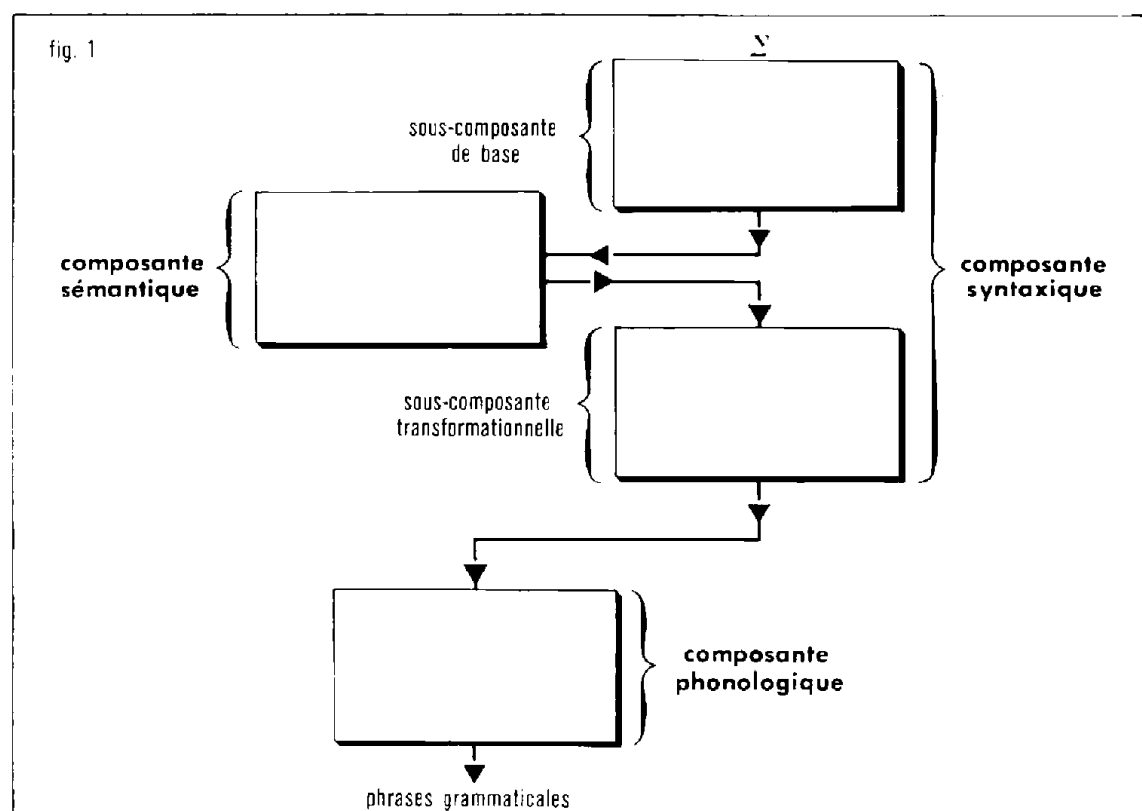 fig. 1
Σ
sous-composante
de base
composante
sémantique
composante
syntaxique
sous-composante
transformationnelle
composante
phonologique
phrases grammaticales